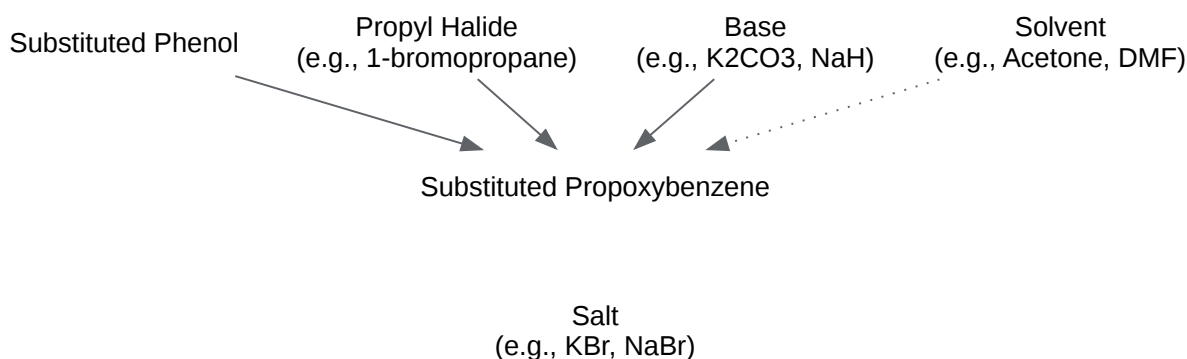 Substituted Phenol
Propyl Halide
(e.g., 1-bromopropane)
Base
(e.g., K2CO3, NaH)
Solvent
(e.g., Acetone, DMF)
Substituted Propoxybenzene
Salt
(e.g., KBr, NaBr)